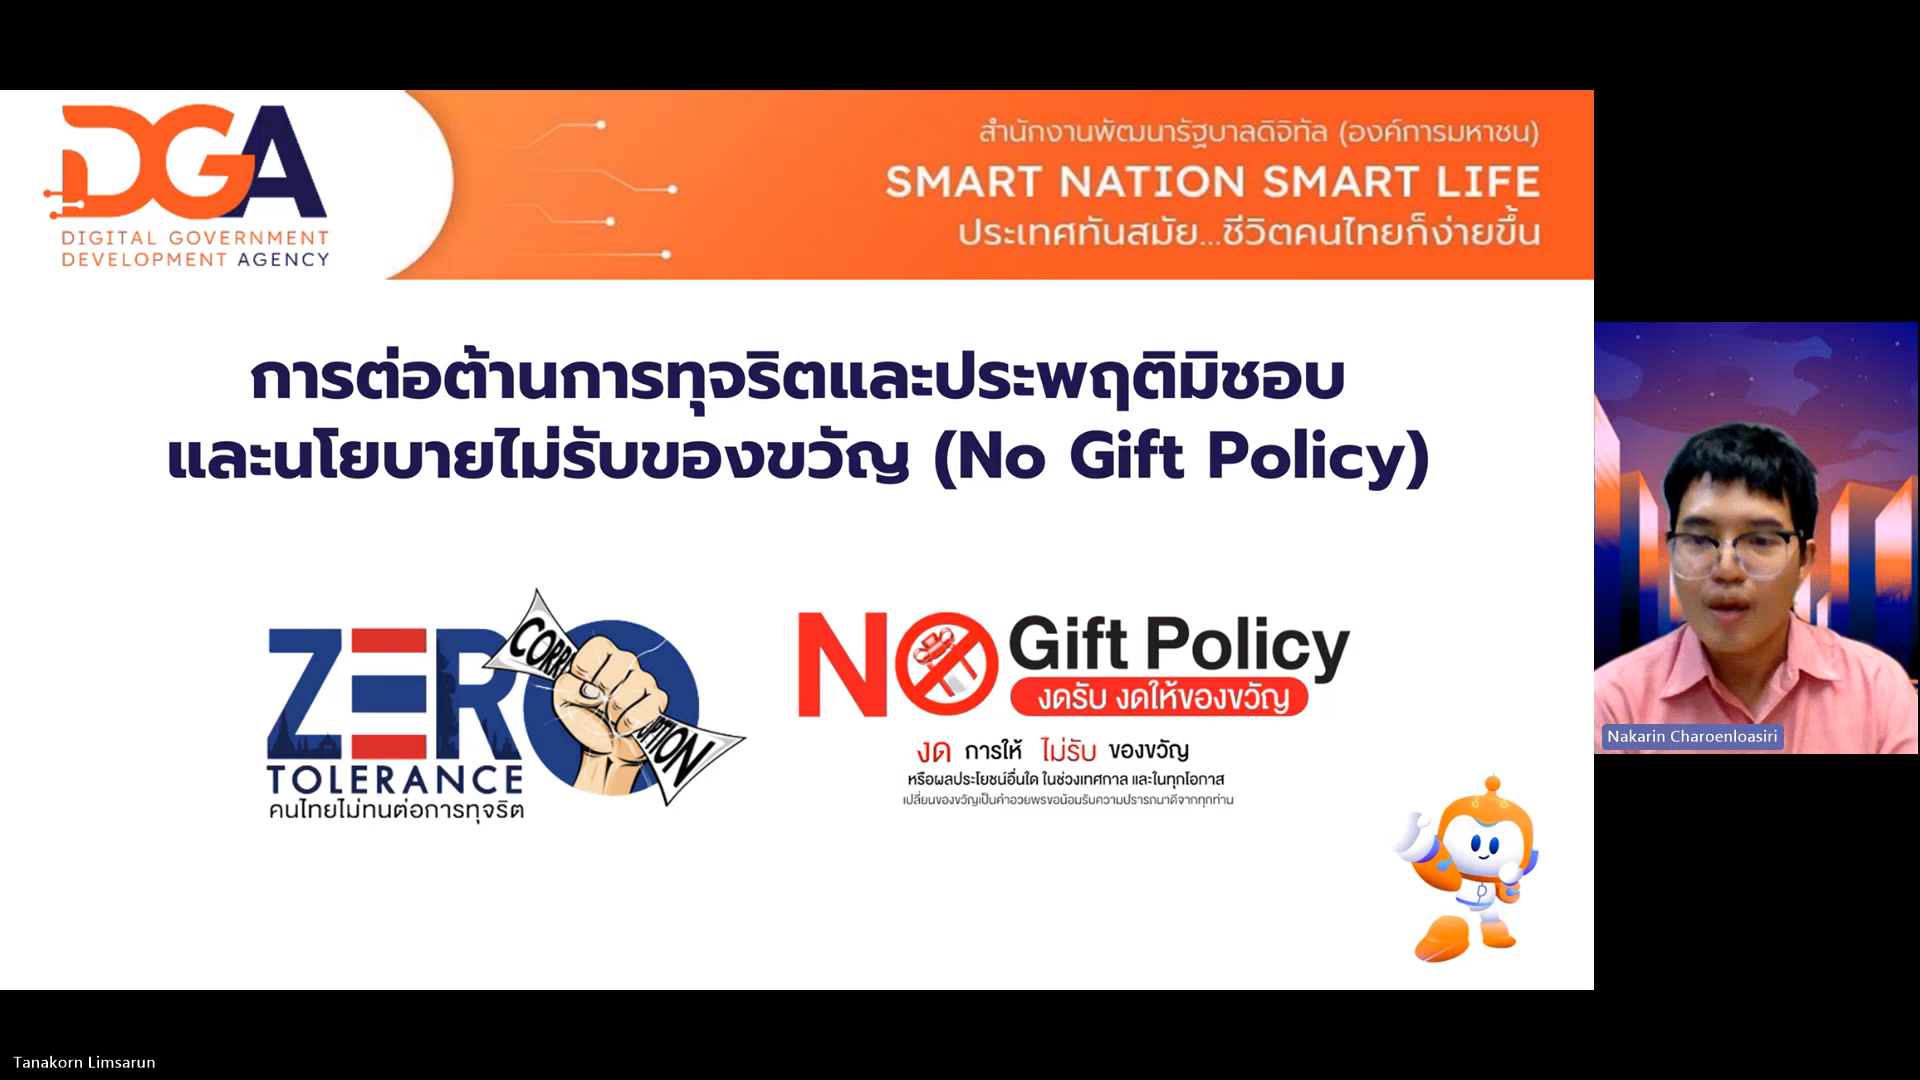 DGA
DIGITAL GOVERNMENT
DEVELOPMENT AGENCY
สำนักงานพัฒนารัฐบาลดิจิทัล (องค์การมหาชน)
SMART NATION SMART LIFE
ประเทศทันสมัย...ชีวิตคนไทยก็ง่ายขึ้น
การต่อต้านการทุจริตและประพฤติมิชอบ
และนโยบายไม่รับของขวัญ (No Gift Policy)
ZERO
CORRUPTION
TOLERANCE
คนไทยไม่ทนต่อการทุจริต
NO Gift Policy
งดรับ งดให้ของขวัญ
งด การให้ ไม่รับ ของขวัญ
หรือผลประโยชน์อื่นใด ในช่วงเทศกาล และในทุกโอกาส
เปลี่ยนของขวัญเป็นคำอวยพรขอน้อมรับความปรารถนาดีจากทุกท่าน
Nakarin Charoenloasiri
Tanakorn Limsarun